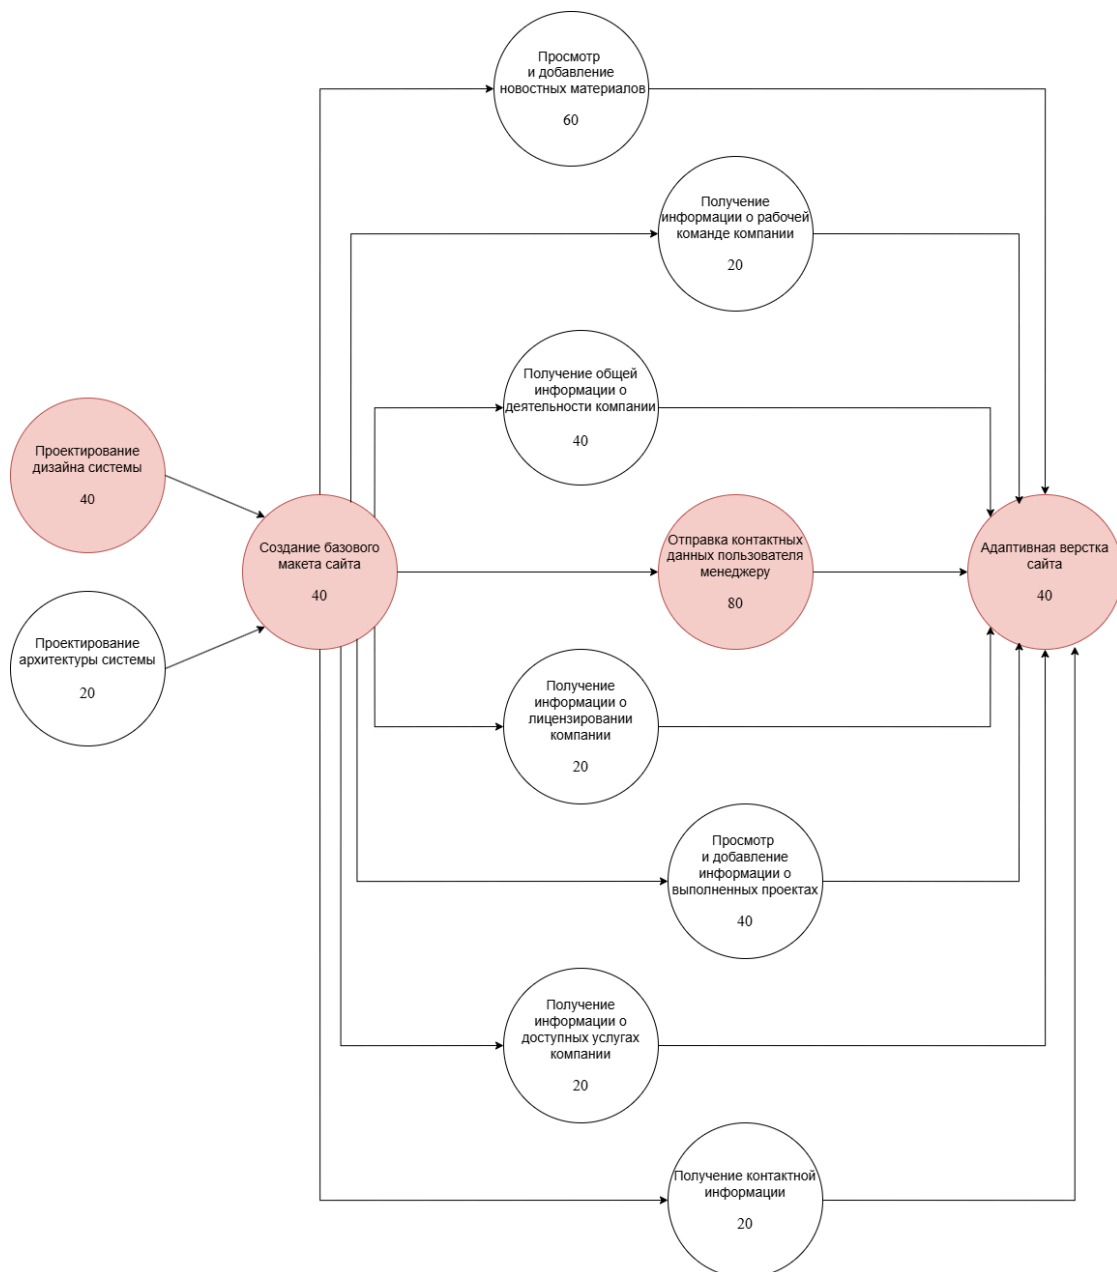 Просмотр
и добавление
новостных материалов
60
Получение
информации о рабочей
команде компании
20
Получение общей
информации о
деятельности компании
40
Проектирование
дизайна системы
40
Создание базового
макета сайта
40
Отправка контактных
данных пользователя
менеджеру
80
Адаптивная верстка
сайта
40
Проектирование
архитектуры системы
20
Получение
информации о
лицензировании
компании
20
Просмотр
и добавление
информации о
выполненных проектах
40
Получение
информации о
доступных услугах
компании
20
Получение контактной
информации
20